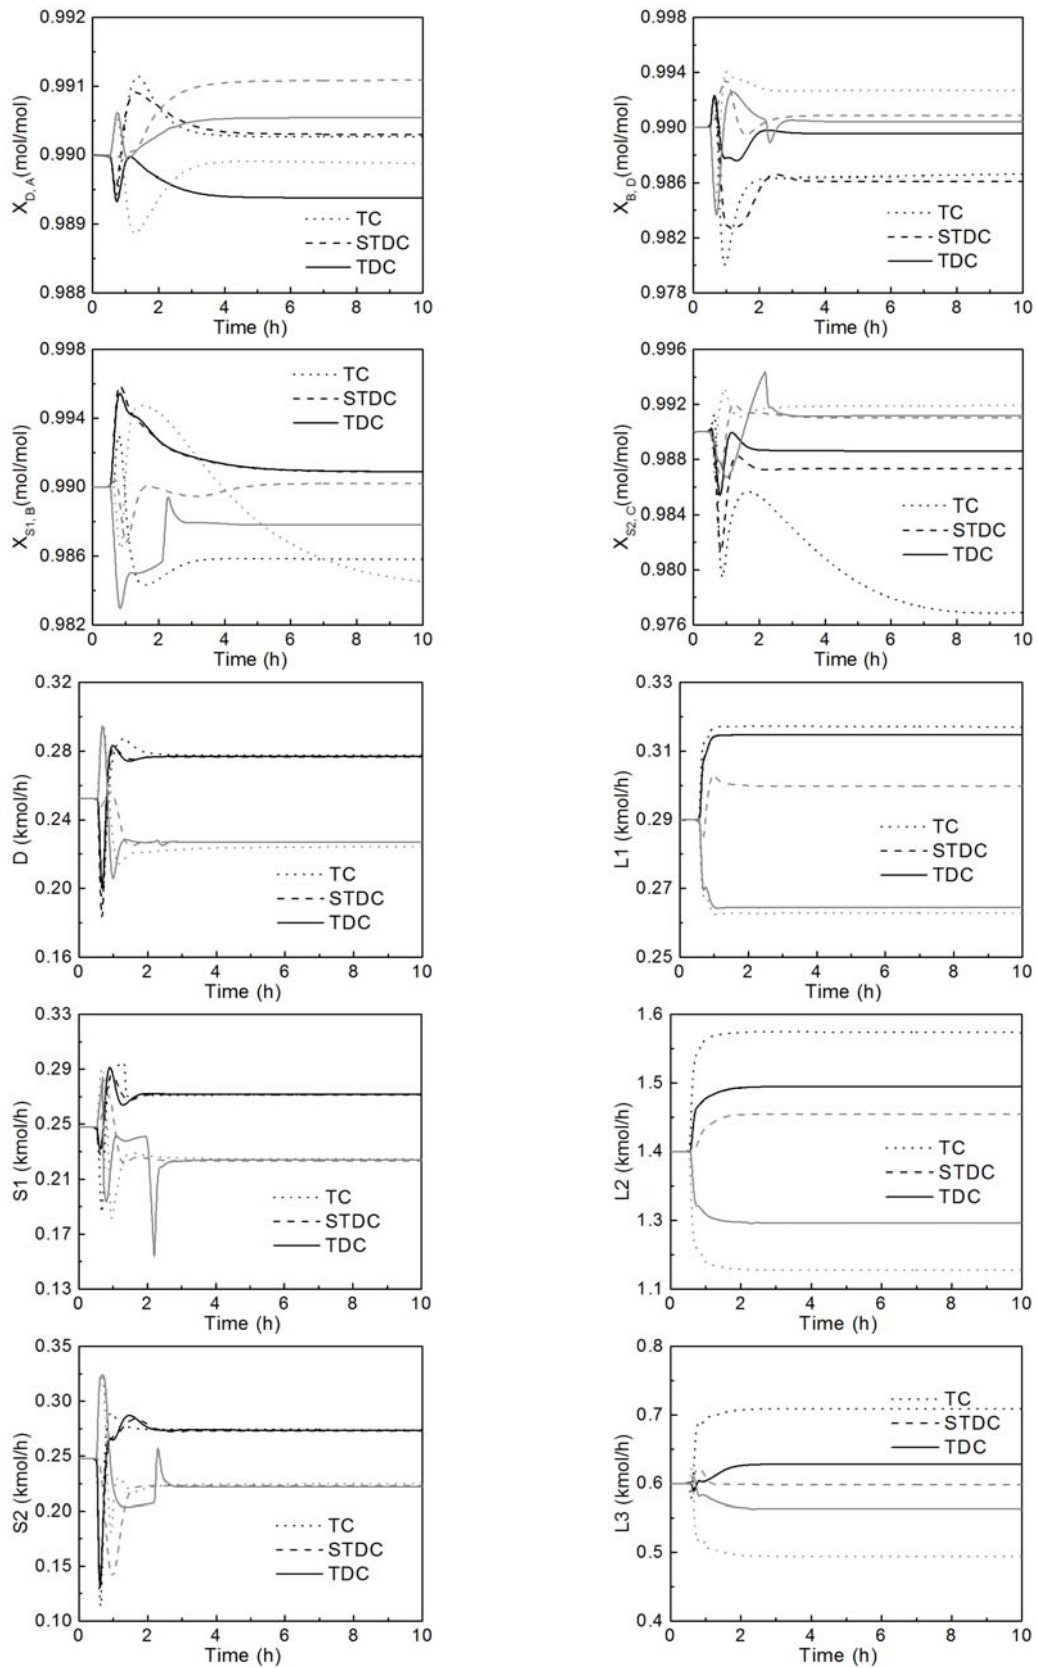 0.992
0.991
0.990
0.989
0.988
X_D, A (mol/mol)
TC
STDC
TDC
0 2 4 6 8 10
Time (h)
0.998
0.994
0.990
0.986
0.982
0.978
X_B, D (mol/mol)
TC
STDC
TDC
0 2 4 6 8 10
Time (h)
0.998
0.994
0.990
0.986
0.982
X_S1, B (mol/mol)
TC
STDC
TDC
0 2 4 6 8 10
Time (h)
0.996
0.992
0.988
0.984
0.980
0.976
X_S2, C (mol/mol)
TC
STDC
TDC
0 2 4 6 8 10
Time (h)
0.32
0.28
0.24
0.20
0.16
D (kmol/h)
TC
STDC
TDC
0 2 4 6 8 10
Time (h)
0.33
0.31
0.29
0.27
0.25
L1 (kmol/h)
TC
STDC
TDC
0 2 4 6 8 10
Time (h)
0.33
0.29
0.25
0.21
0.17
0.13
S1 (kmol/h)
TC
STDC
TDC
0 2 4 6 8 10
Time (h)
1.6
1.5
1.4
1.3
1.1
L2 (kmol/h)
TC
STDC
TDC
0 2 4 6 8 10
Time (h)
0.35
0.30
0.25
0.20
0.15
0.10
S2 (kmol/h)
TC
STDC
TDC
0 2 4 6 8 10
Time (h)
0.8
0.7
0.6
0.5
0.4
L3 (kmol/h)
TC
STDC
TDC
0 2 4 6 8 10
Time (h)